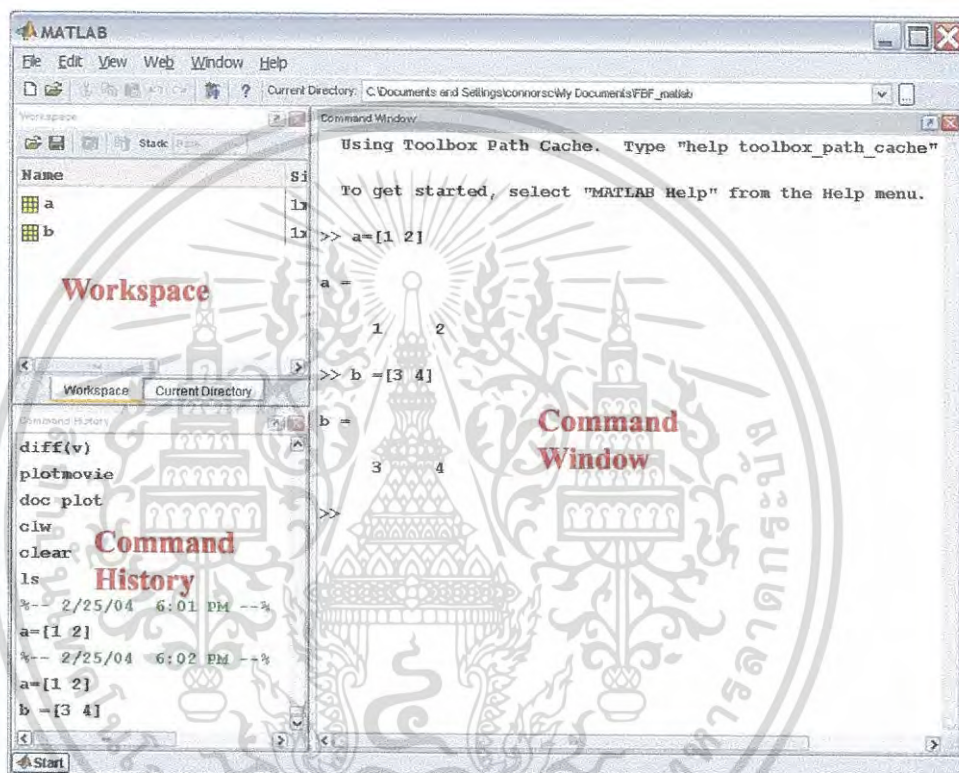 MATLAB
File Edit View Web Window Help
? Current Directory: C:\Documents and Settings\connorsc\My Documents\FBF_matlab
Workspace
Stack:
Name Si
a 1x
b 1x
Workspace
Workspace Current Directory
Command History
diff(v)
plotmovie
doc plot
clw
clear
ls
Command
History
%-- 2/25/04 6:01 PM --%
a=[1 2]
%-- 2/25/04 6:02 PM --%
a=[1 2]
b =[3 4]
Start
Command Window
Using Toolbox Path Cache. Type "help toolbox_path_cache"
To get started, select "MATLAB Help" from the Help menu.
>> a=[1 2]
a =
1 2
>> b =[3 4]
b =
3 4
>>
Command
Window